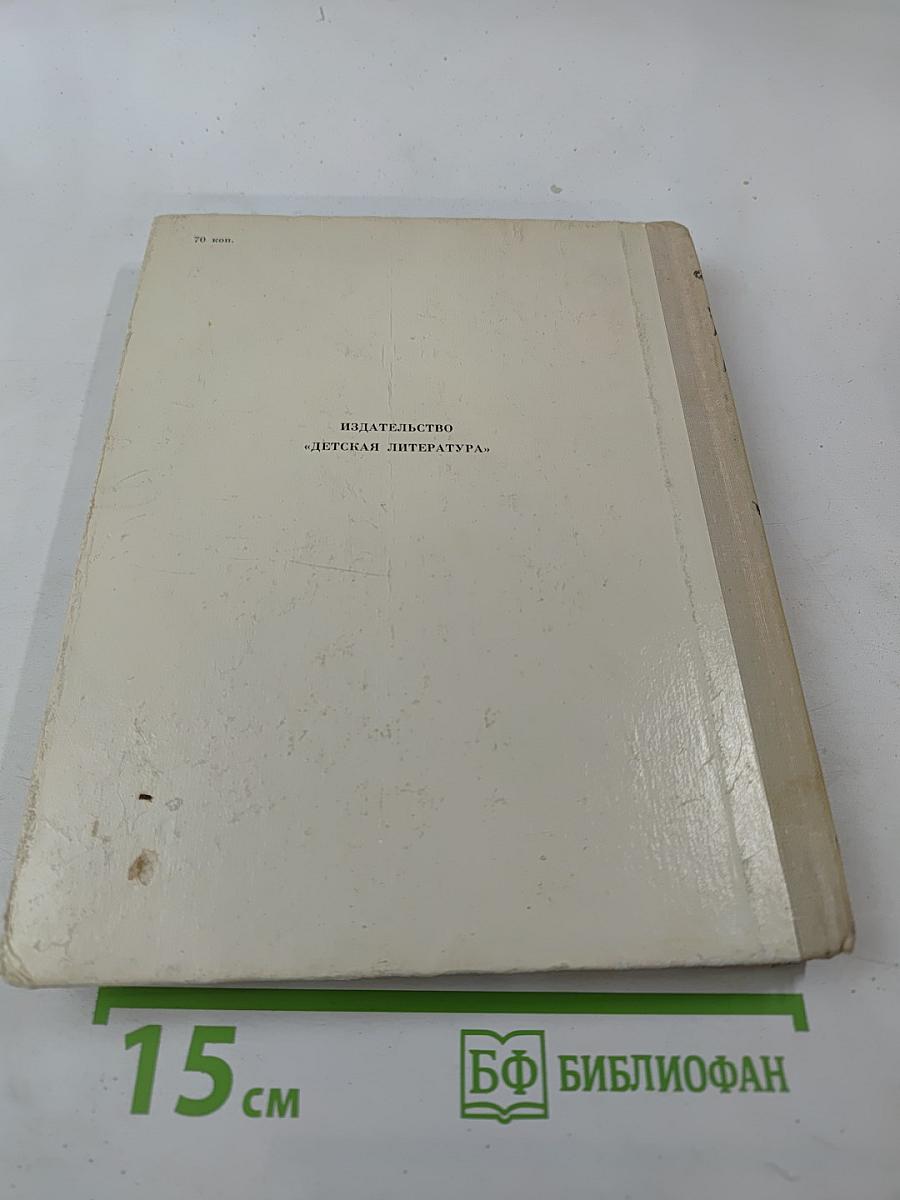 70 коп.
ИЗДАТЕЛЬСТВО
«ДЕТСКАЯ ЛИТЕРАТУРА»
15 см
БФ БИБЛИОФАН